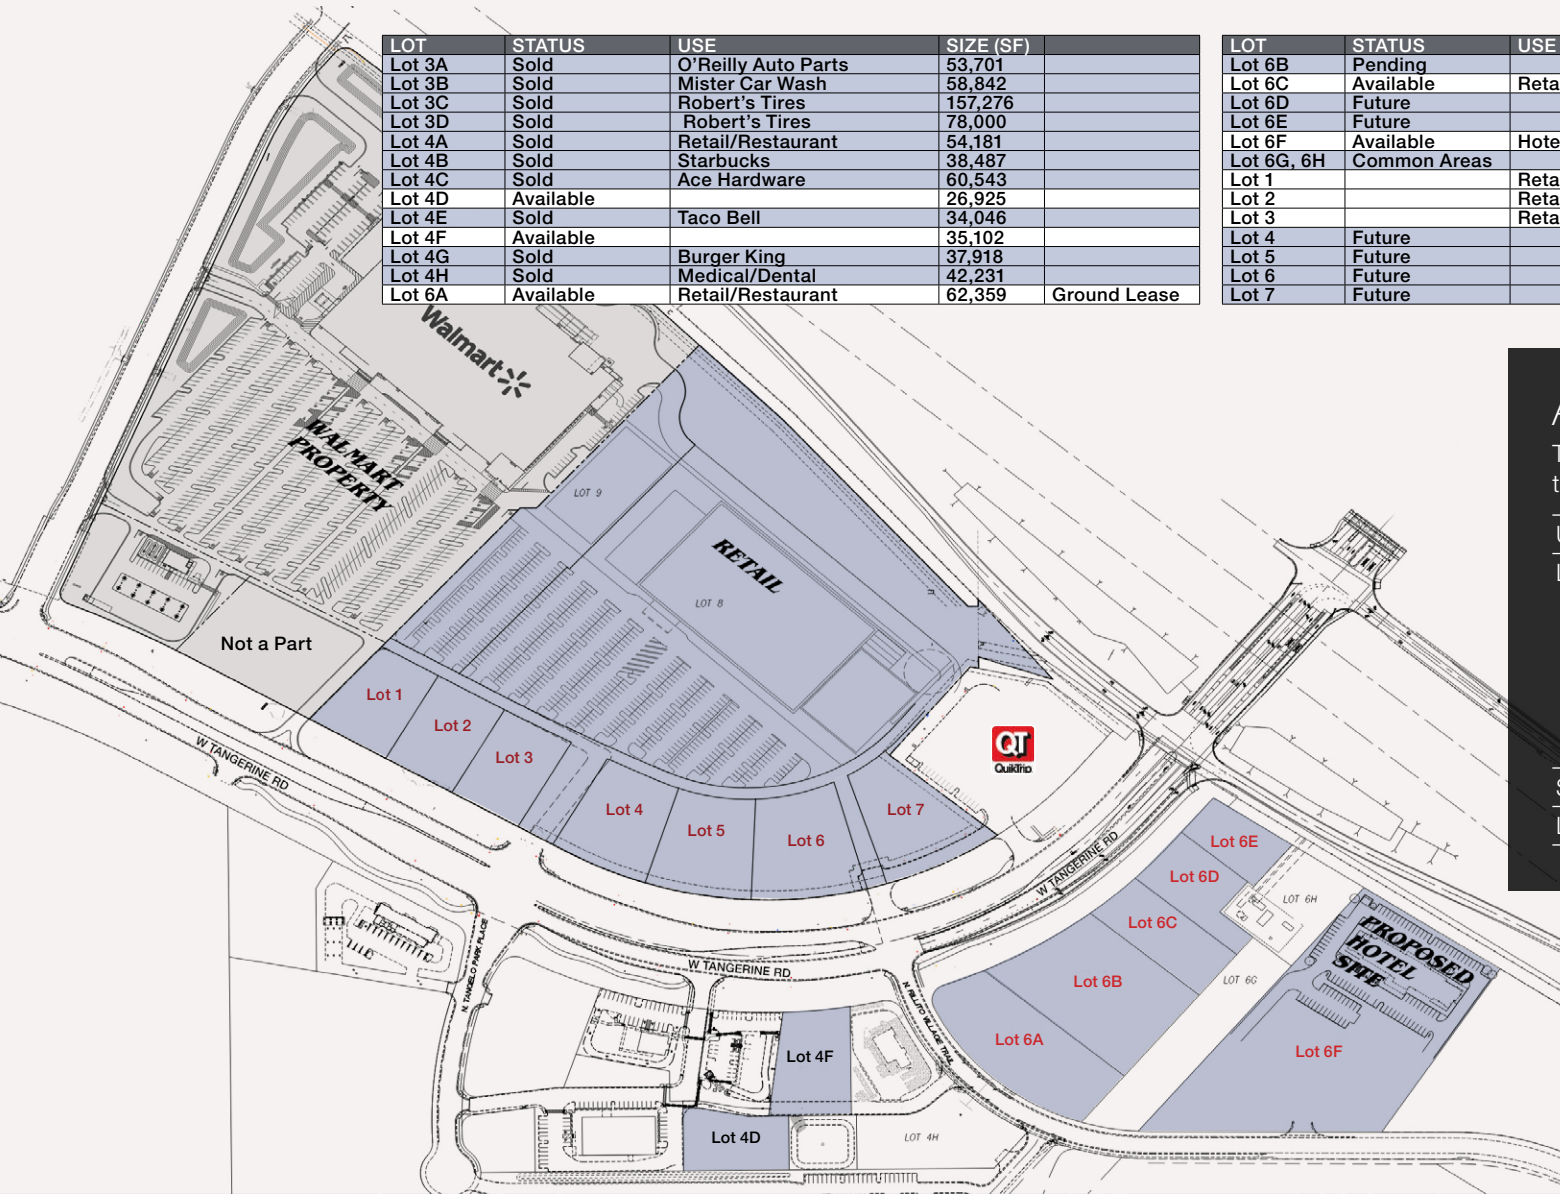 LOT STATUS USE SIZE (SF)
Lot 3A Sold O'Reilly Auto Parts 53,701
Lot 3B Sold Mister Car Wash 58,842
Lot 3C Sold Robert's Tires 157,276
Lot 3D Sold Robert's Tires 78,000
Lot 4A Sold Retail/Restaurant 54,181
Lot 4B Sold Starbucks 38,487
Lot 4C Sold Ace Hardware 60,543
Lot 4D Available 26,925
Lot 4E Sold Taco Bell 34,046
Lot 4F Available 35,102
Lot 4G Sold Burger King 37,918
Lot 4H Sold Medical/Dental 42,231
Lot 6A Available Retail/Restaurant 62,359 Ground Lease
LOT STATUS USE
Lot 6B Pending
Lot 6C Available Reta
Lot 6D Future
Lot 6E Future
Lot 6F Available Hote
Lot 6G, 6H Common Areas
Lot 1 Reta
Lot 2 Reta
Lot 3 Reta
Lot 4 Future
Lot 5 Future
Lot 6 Future
Lot 7 Future
Walmart
WALMART
PROPERTY
LOT 9
RETAIL
LOT 8
Not a Part
Lot 1
Lot 2
Lot 3
Lot 4
Lot 5
Lot 6
Lot 7
QT
QuikTrip
W TANGERINE RD
W TANGERINE RD
W TANGERINE RD
N. TANGELO PARK PLACE
N. RILLITO VILLAGE TRAIL
Lot 6E
Lot 6D
Lot 6C
Lot 6B
Lot 6A
LOT 6H
LOT 6G
PROPOSED
HOTEL
SITE
Lot 6F
Lot 4F
Lot 4D
LOT 4H